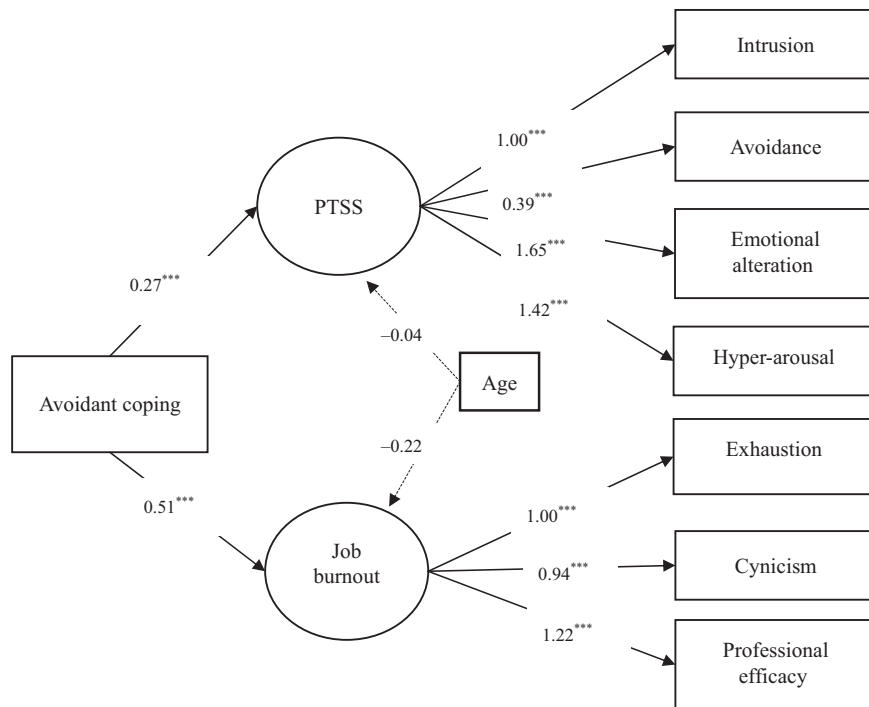 Intrusion
1.00***
Avoidance
PTSS
0.39***
Emotional
alteration
1.65***
0.27***
1.42***
–0.04
Hyper-arousal
Age
Avoidant coping
–0.22
Exhaustion
0.51***
1.00***
Job
burnout
0.94***
Cynicism
1.22***
Professional
efficacy